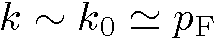 k ∼ k₀ ≃ p_F